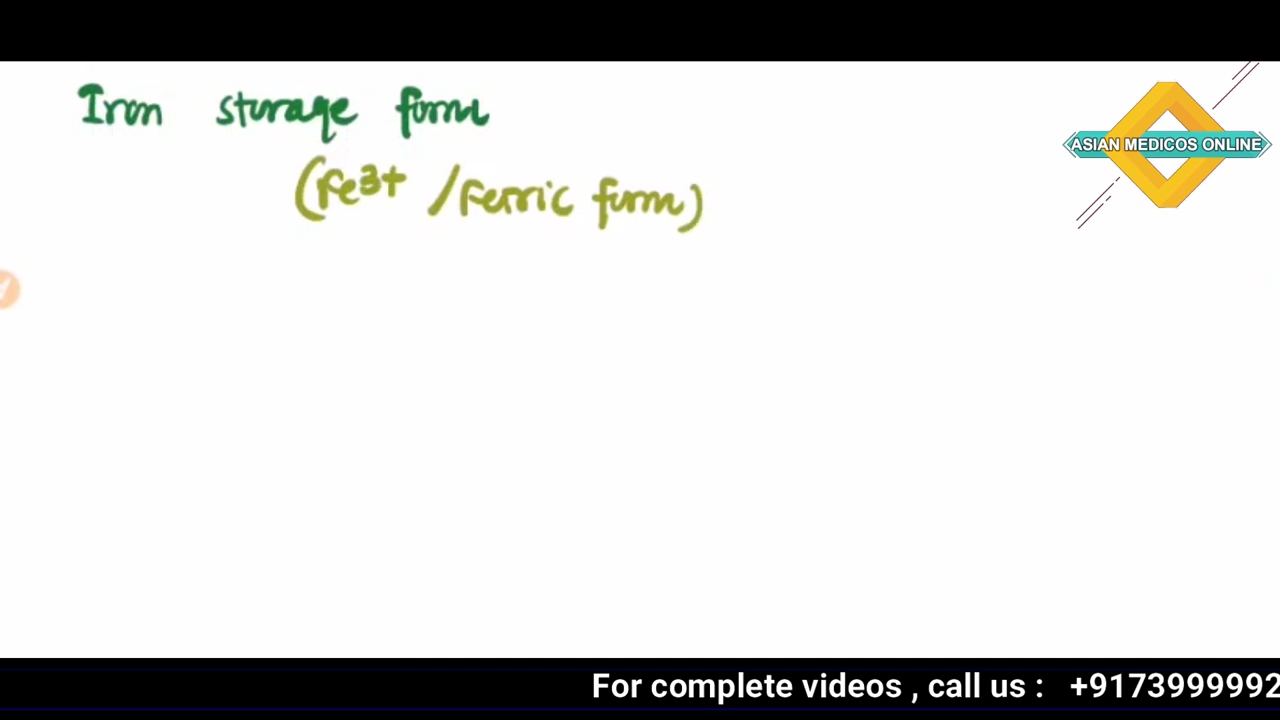 Iron storage form
(Fe3+ / Ferric form)
ASIAN MEDICOS ONLINE
For complete videos , call us : +9173999992